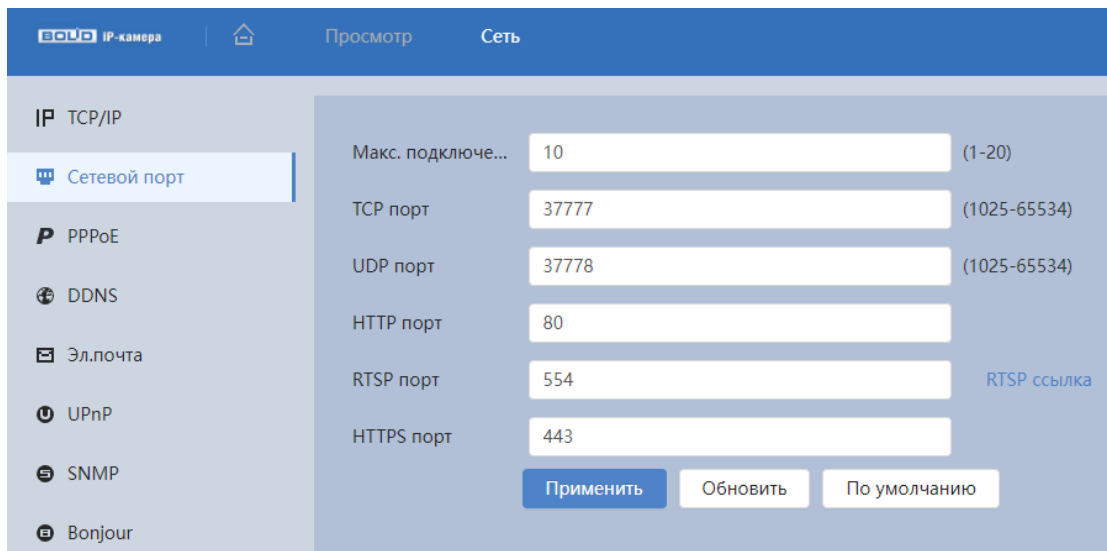 BOLID IP-камера
Просмотр
Сеть
TCP/IP
Сетевой порт
PPPoE
DDNS
Эл.почта
UPnP
SNMP
Bonjour
Макс. подключе... 10 (1-20)
TCP порт 37777 (1025-65534)
UDP порт 37778 (1025-65534)
HTTP порт 80
RTSP порт 554 RTSP ссылка
HTTPS порт 443
Применить Обновить По умолчанию